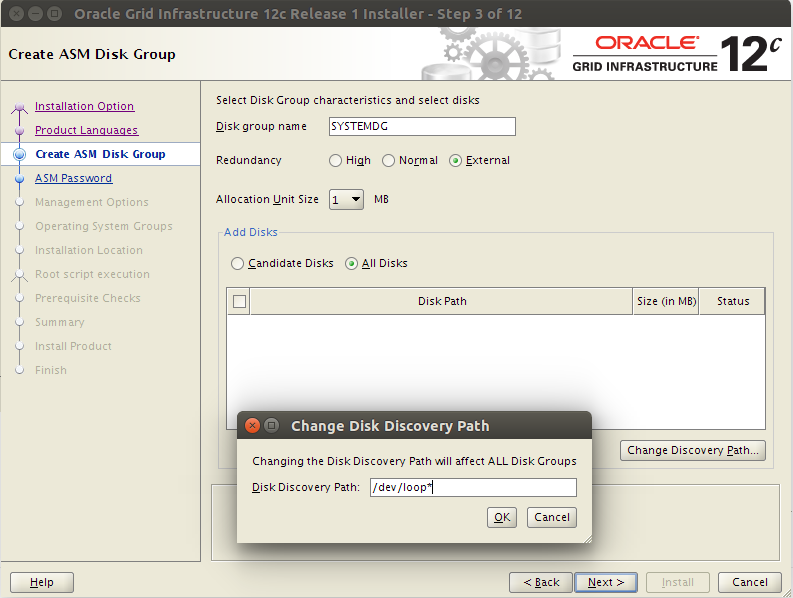 Oracle Grid Infrastructure 12c Release 1 Installer - Step 3 of 12
Create ASM Disk Group
ORACLE®
GRID INFRASTRUCTURE
12c
Installation Option
Product Languages
Create ASM Disk Group
ASM Password
Management Options
Operating System Groups
Installation Location
Root script execution
Prerequisite Checks
Summary
Install Product
Finish
Select Disk Group characteristics and select disks
Disk group name SYSTEMDG
Redundancy High Normal External
Allocation Unit Size 1 MB
Add Disks
Candidate Disks All Disks
Disk Path Size (in MB) Status
Change Discovery Path...
Change Disk Discovery Path
Changing the Disk Discovery Path will affect ALL Disk Groups
Disk Discovery Path: /dev/loop*
OK Cancel
Help < Back Next > Install Cancel